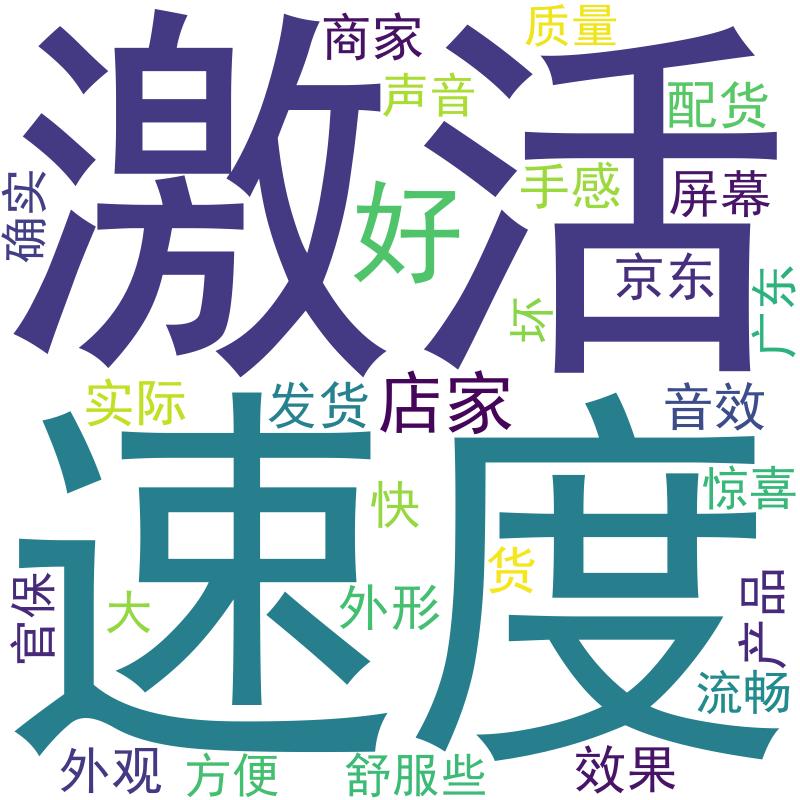 激活
商家
质量
声音
配货
手感
屏幕
确实
好
京东
坏
广东
实际
发货
店家
音效
速度
快
惊喜
货
官保
大
外形
产品
流畅
外观
方便
舒服些
效果